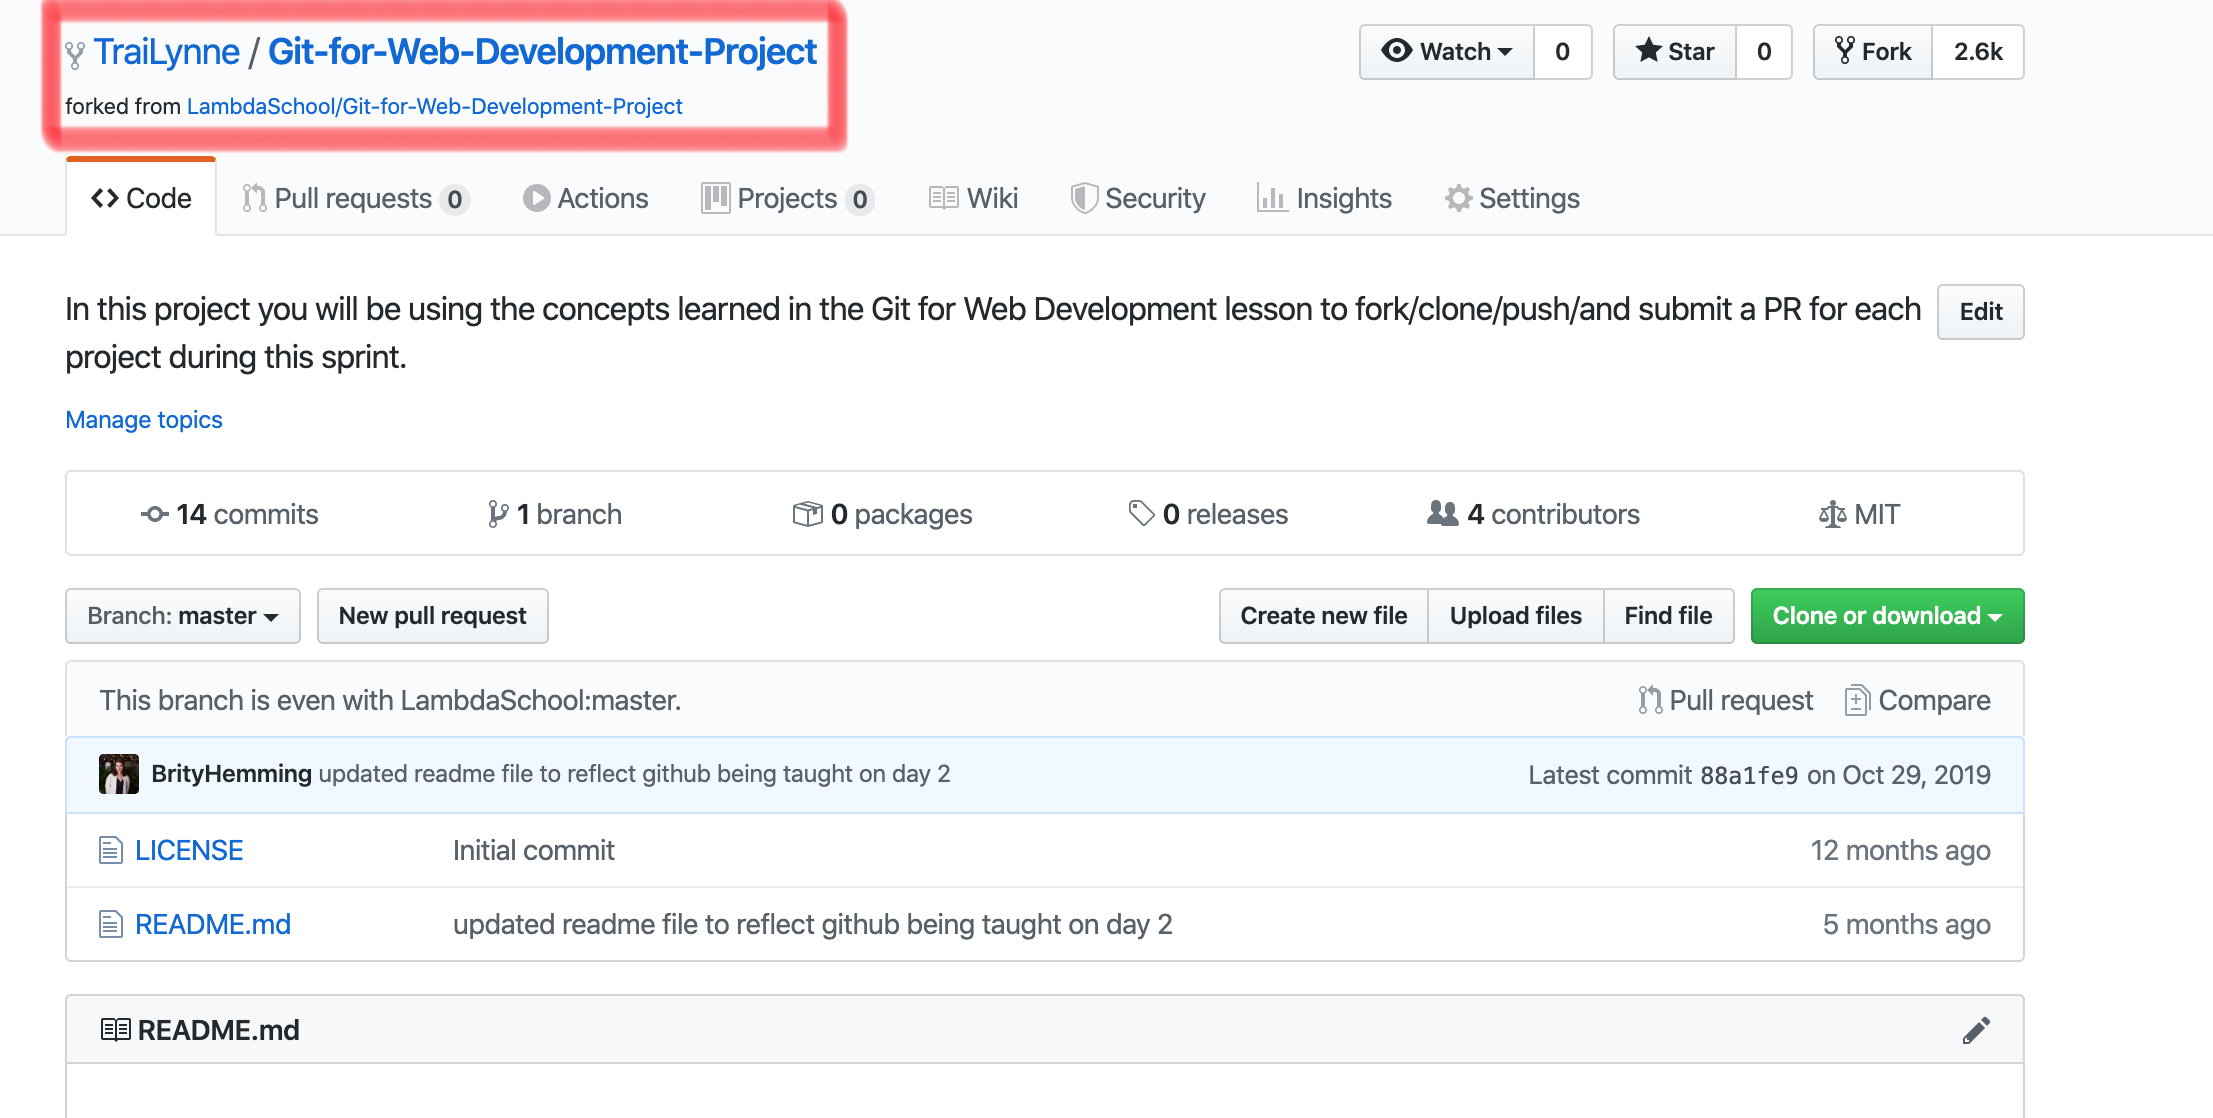 TraiLynne / Git-for-Web-Development-Project
Watch 0 Star 0 Fork 2.6k
forked from LambdaSchool/Git-for-Web-Development-Project
Code Pull requests 0 Actions Projects 0 Wiki Security Insights Settings
In this project you will be using the concepts learned in the Git for Web Development lesson to fork/clone/push/and submit a PR for each
project during this sprint.
Edit
Manage topics
14 commits 1 branch 0 packages 0 releases 4 contributors MIT
Branch: master New pull request Create new file Upload files Find file Clone or download
This branch is even with LambdaSchool:master. Pull request Compare
BrityHemming updated readme file to reflect github being taught on day 2 Latest commit 88a1fe9 on Oct 29, 2019
LICENSE Initial commit 12 months ago
README.md updated readme file to reflect github being taught on day 2 5 months ago
README.md